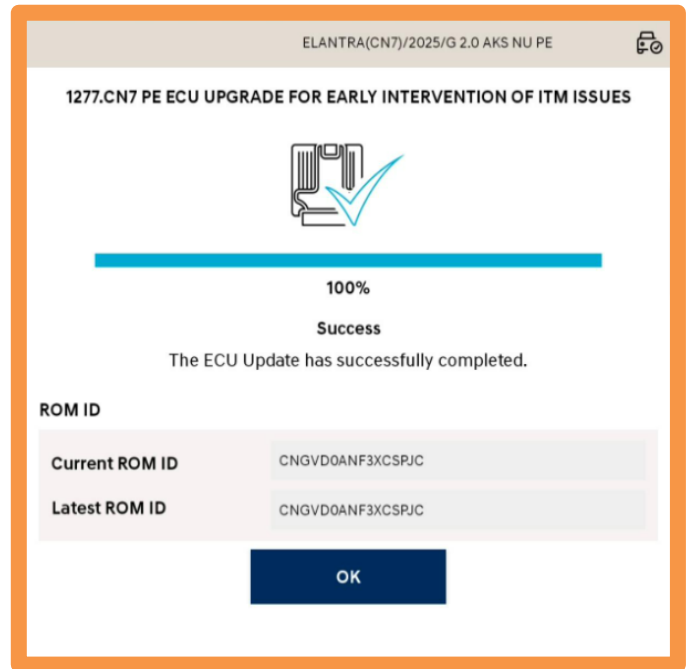 ELANTRA(CN7)/2025/G 2.0 AKS NU PE
1277.CN7 PE ECU UPGRADE FOR EARLY INTERVENTION OF ITM ISSUES
100%
Success
The ECU Update has successfully completed.
ROM ID
Current ROM ID CNGVD0ANF3XCSPJC
Latest ROM ID CNGVD0ANF3XCSPJC
OK